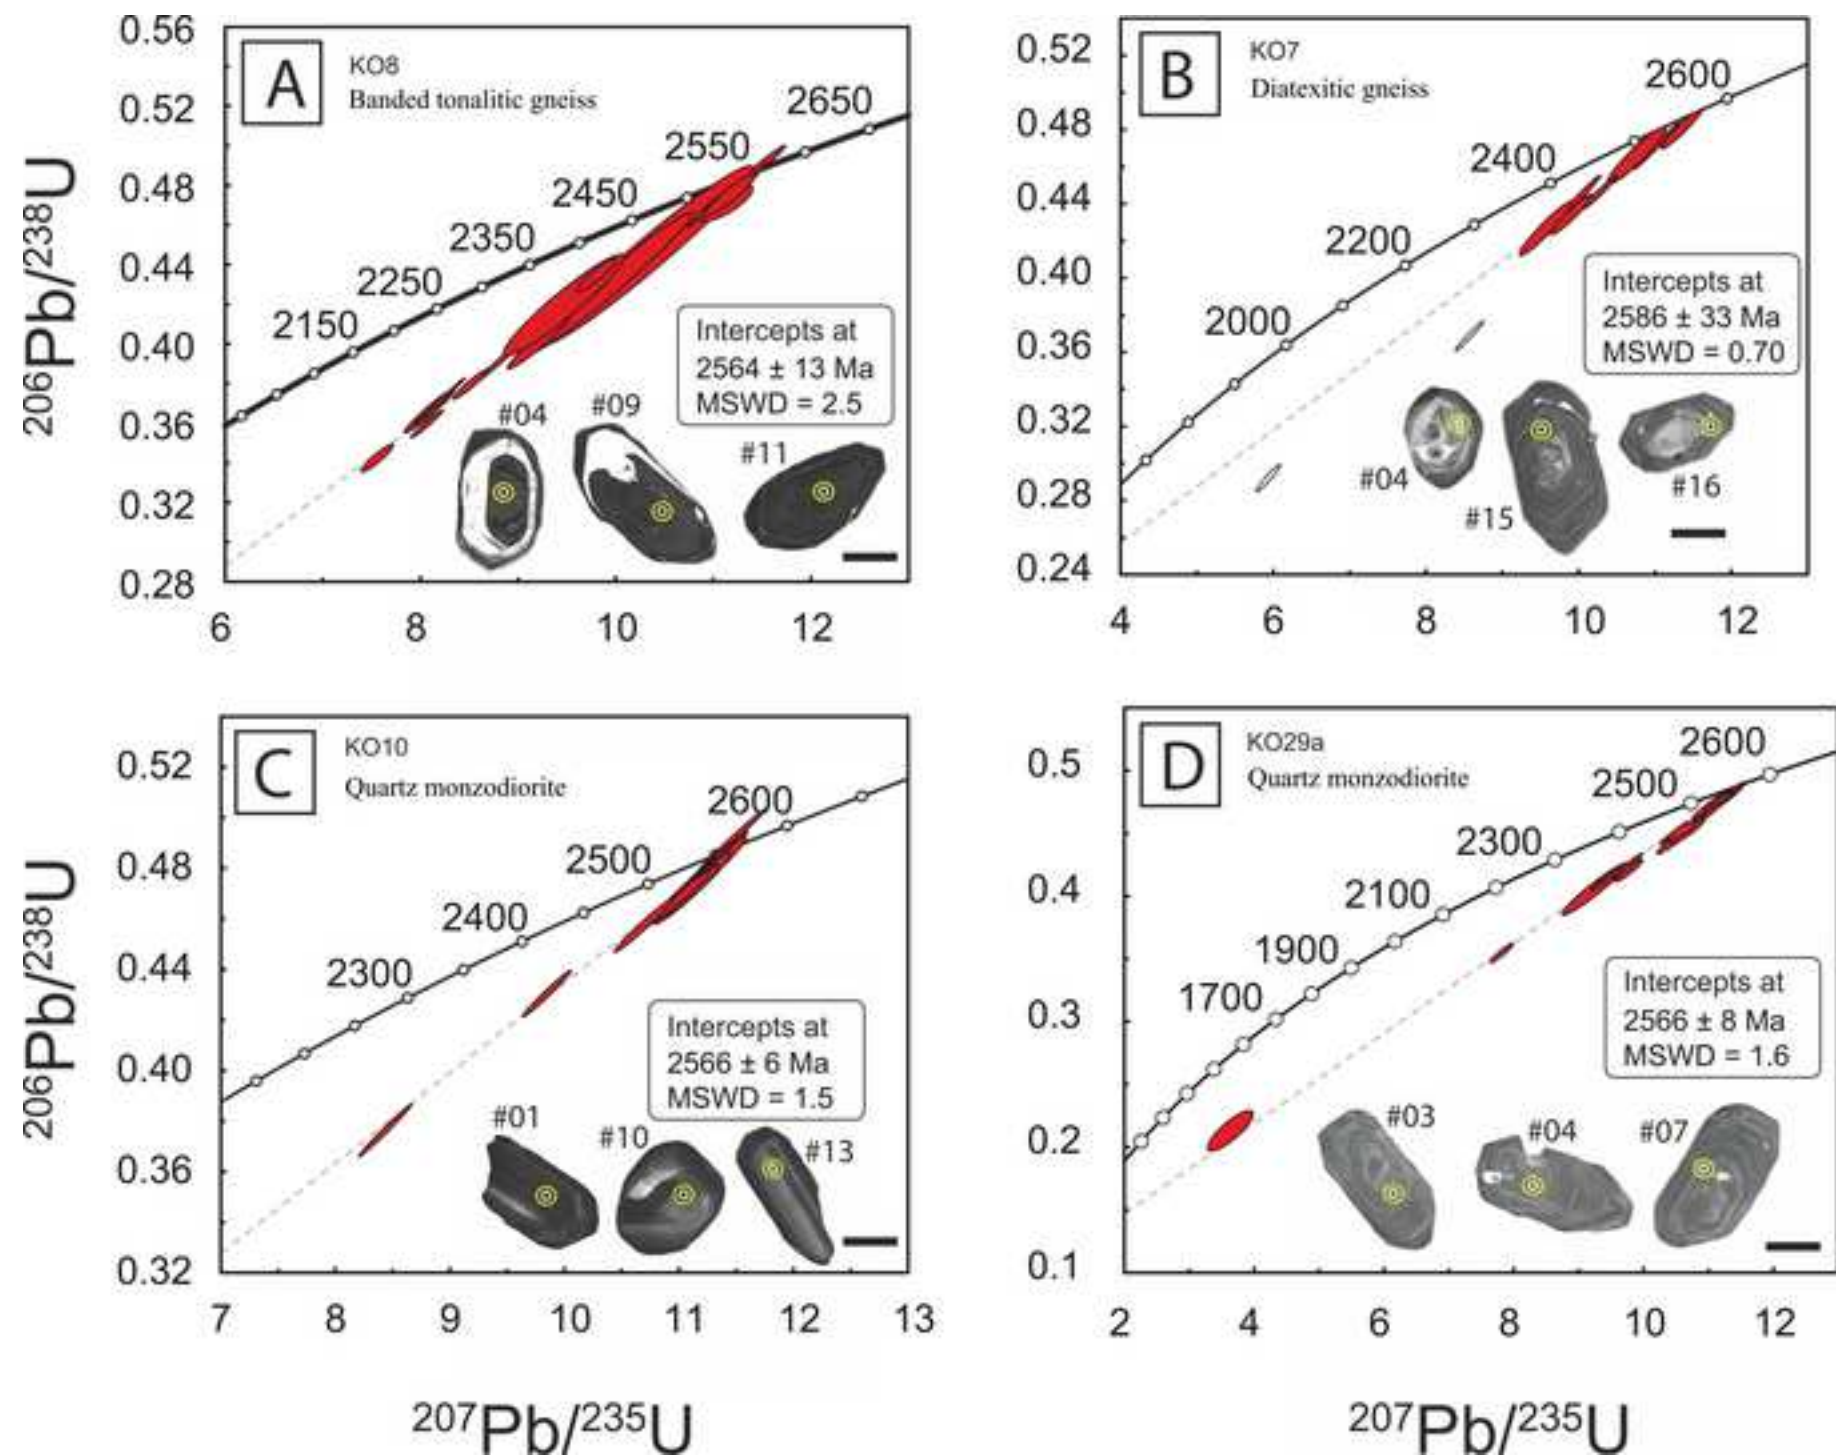 A
KO8
Banded tonalitic gneiss
0.56
0.52
0.48
0.44
0.40
0.36
0.32
0.28
²⁰⁶Pb/²³⁸U
2650
2550
2450
2350
2250
2150
Intercepts at
2564 ± 13 Ma
MSWD = 2.5
#04
#09
#11
6
8
10
12
B
KO7
Diatexitic gneiss
0.52
0.48
0.44
0.40
0.36
0.32
0.28
0.24
2600
2400
2200
2000
Intercepts at
2586 ± 33 Ma
MSWD = 0.70
#04
#15
#16
4
6
8
10
12
C
KO10
Quartz monzodiorite
0.52
0.48
0.44
0.40
0.36
0.32
²⁰⁶Pb/²³⁸U
2600
2500
2400
2300
Intercepts at
2566 ± 6 Ma
MSWD = 1.5
#01
#10
#13
7
8
9
10
11
12
13
²⁰⁷Pb/²³⁵U
D
KO29a
Quartz monzodiorite
0.5
0.4
0.3
0.2
0.1
2600
2500
2300
2100
1900
1700
Intercepts at
2566 ± 8 Ma
MSWD = 1.6
#03
#04
#07
2
4
6
8
10
12
²⁰⁷Pb/²³⁵U